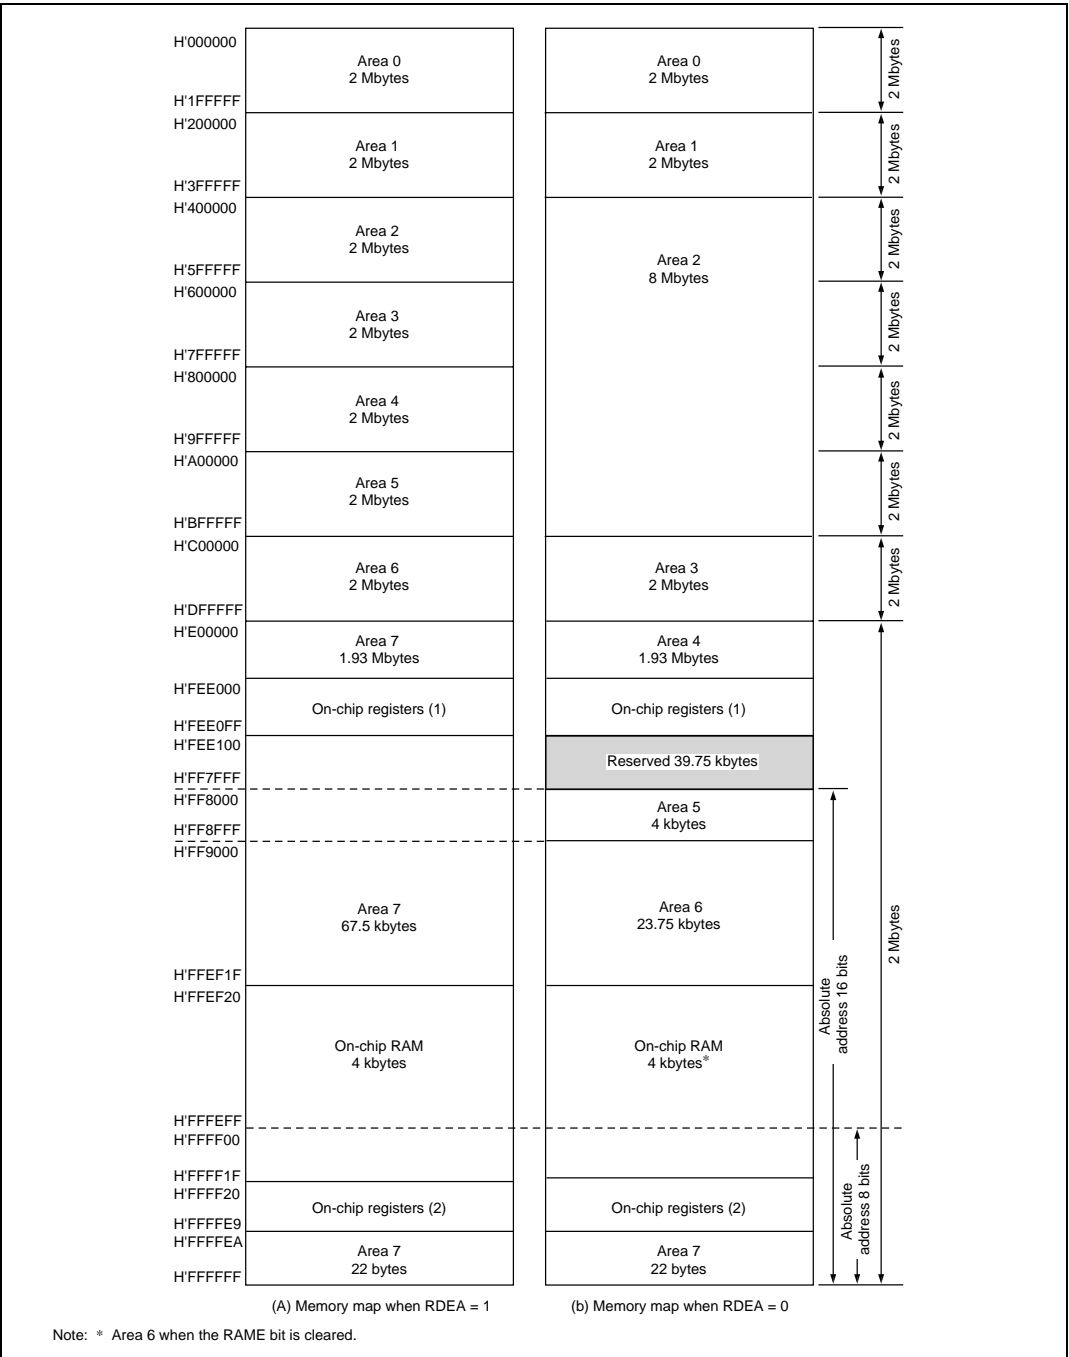 H'000000
Area 0
2 Mbytes
Area 0
2 Mbytes
2 Mbytes
H'1FFFFF
H'200000
Area 1
2 Mbytes
Area 1
2 Mbytes
2 Mbytes
H'3FFFFF
H'400000
Area 2
2 Mbytes
Area 2
8 Mbytes
2 Mbytes
H'5FFFFF
H'600000
Area 3
2 Mbytes
2 Mbytes
H'7FFFFF
H'800000
Area 4
2 Mbytes
2 Mbytes
H'9FFFFF
H'A00000
Area 5
2 Mbytes
2 Mbytes
H'BFFFFF
H'C00000
Area 6
2 Mbytes
Area 3
2 Mbytes
2 Mbytes
H'DFFFFF
H'E00000
Area 7
1.93 Mbytes
Area 4
1.93 Mbytes
H'FEE000
On-chip registers (1)
On-chip registers (1)
H'FEE0FF
H'FEE100
Reserved 39.75 kbytes
H'FF7FFF
H'FF8000
Area 5
4 kbytes
H'FF8FFF
H'FF9000
Area 7
67.5 kbytes
Area 6
23.75 kbytes
2 Mbytes
H'FFEF1F
H'FFEF20
Absolute
address 16 bits
On-chip RAM
4 kbytes
On-chip RAM
4 kbytes*
H'FFFEFF
H'FFFF00
H'FFFF1F
H'FFFF20
On-chip registers (2)
On-chip registers (2)
Absolute
address 8 bits
H'FFFFE9
H'FFFFEA
Area 7
22 bytes
Area 7
22 bytes
H'FFFFFF
(A) Memory map when RDEA = 1
(b) Memory map when RDEA = 0
Note: * Area 6 when the RAME bit is cleared.